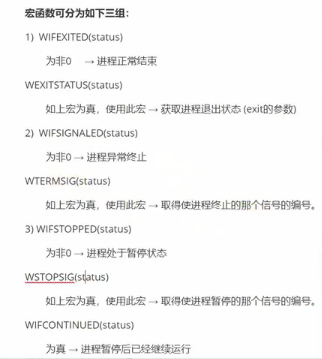 宏函数可分为如下三组：
1) WIFEXITED(status)
为非0 → 进程正常结束
WEXITSTATUS(status)
如上宏为真，使用此宏 → 获取进程退出状态 (exit的参数)
2) WIFSIGNALED(status)
为非0 → 进程异常终止
WTERMSIG(status)
如上宏为真，使用此宏 → 取得使进程终止的那个信号的编号。
3) WIFSTOPPED(status)
为非0 → 进程处于暂停状态
WSTOPSIG(status)
如上宏为真，使用此宏 → 取得使进程暂停的那个信号的编号。
WIFCONTINUED(status)
为真 → 进程暂停后已经继续运行